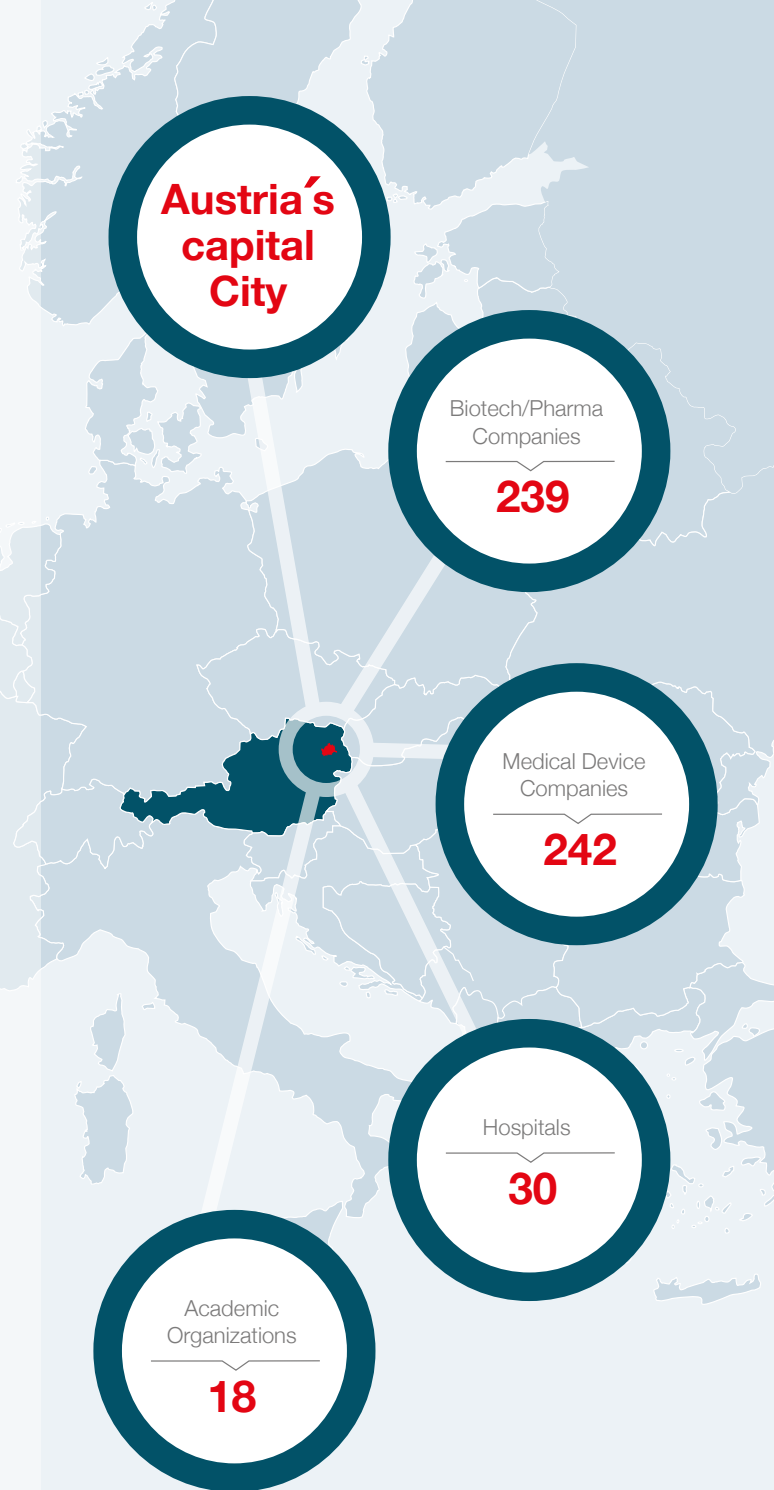 Austria´s
capital
City
Biotech/Pharma
Companies
239
Medical Device
Companies
242
Hospitals
30
Academic
Organizations
18